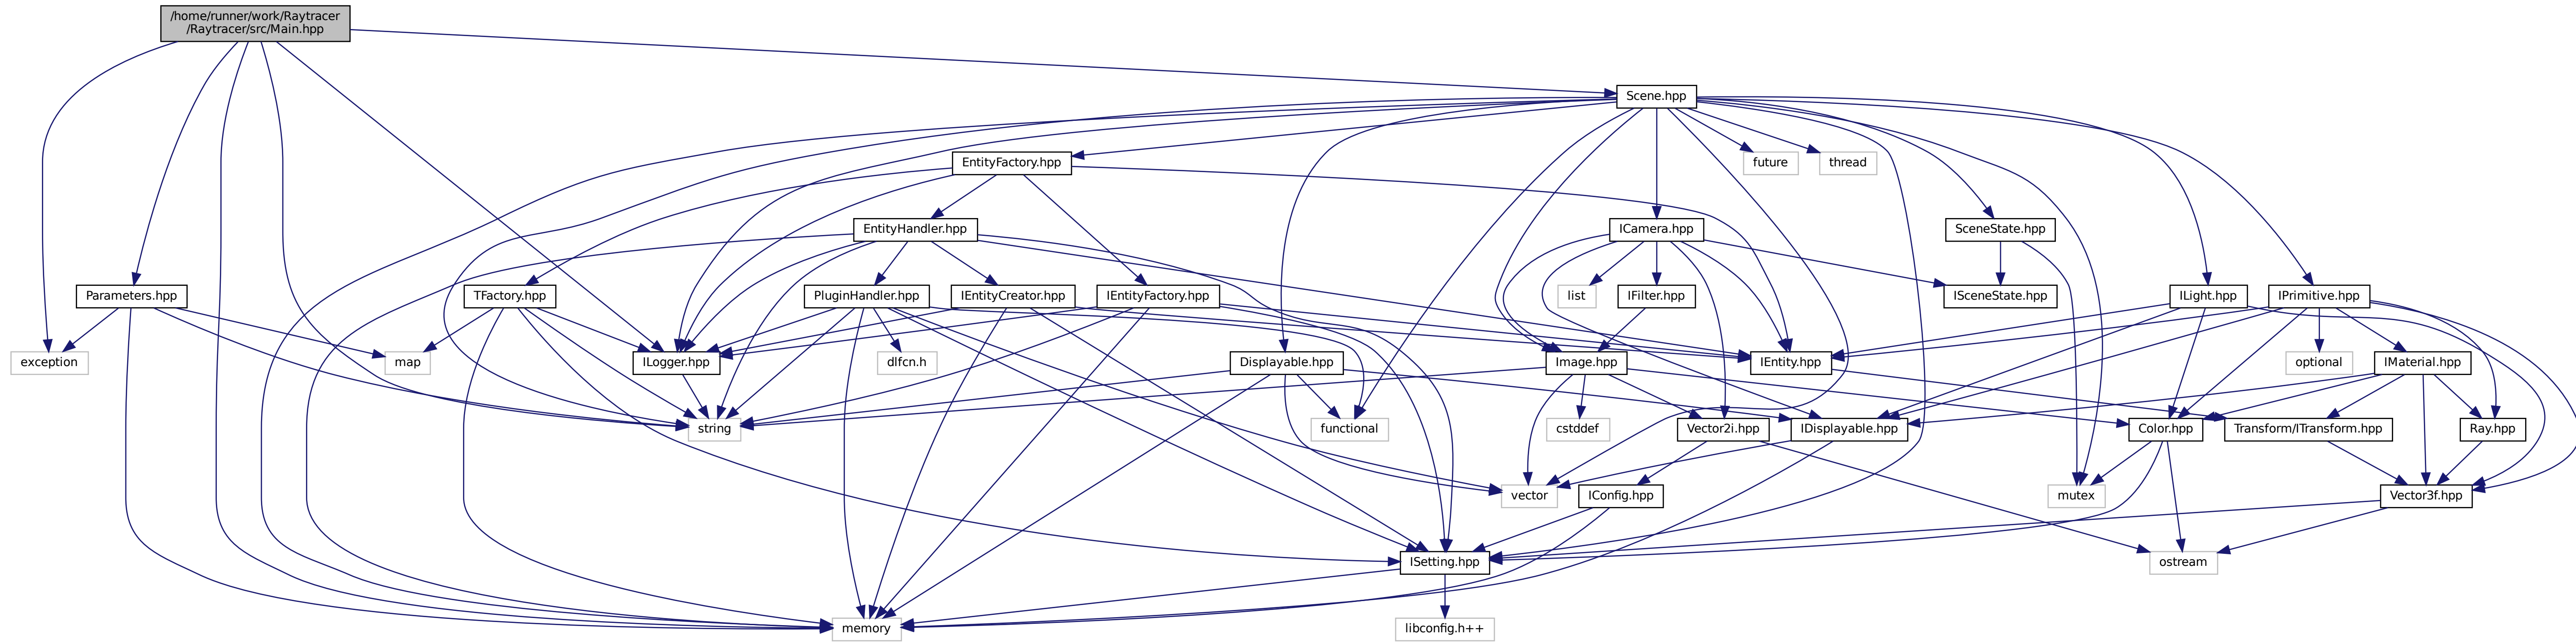 /home/runner/work/Raytracer
/Raytracer/src/Main.hpp
Scene.hpp
EntityFactory.hpp
future
thread
EntityHandler.hpp
ICamera.hpp
SceneState.hpp
Parameters.hpp
TFactory.hpp
PluginHandler.hpp
IEntityCreator.hpp
IEntityFactory.hpp
list
IFilter.hpp
ISceneState.hpp
ILight.hpp
IPrimitive.hpp
exception
map
ILogger.hpp
dlfcn.h
Displayable.hpp
Image.hpp
IEntity.hpp
optional
IMaterial.hpp
string
functional
cstddef
Vector2i.hpp
IDisplayable.hpp
Color.hpp
Transform/ITransform.hpp
Ray.hpp
vector
IConfig.hpp
mutex
Vector3f.hpp
ISetting.hpp
ostream
memory
libconfig.h++